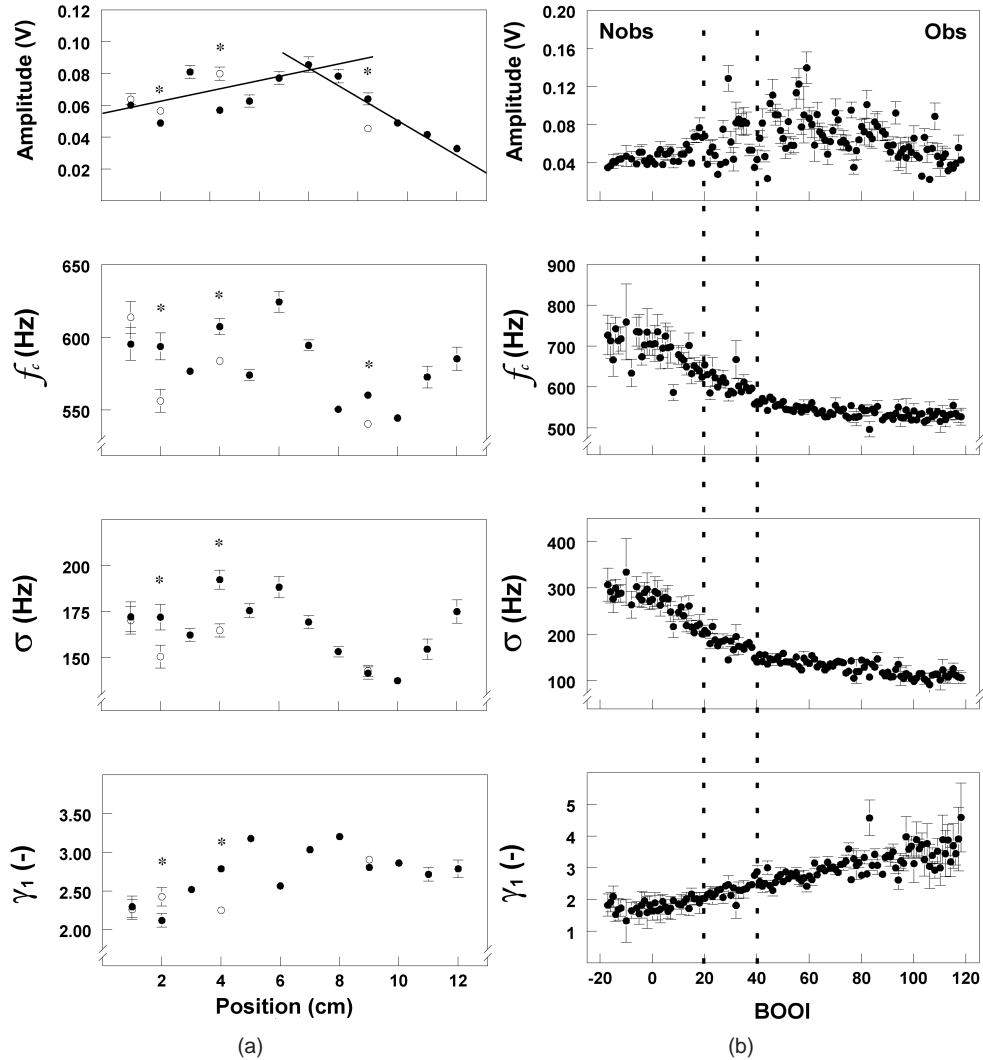 Amplitude (V)
0.12
0.10
0.08
0.06
0.04
0.02
* * *
f_c (Hz)
650
600
550
* * *
σ (Hz)
200
175
150
* *
γ1 (-)
3.50
3.00
2.50
2.00
* *
2 4 6 8 10 12
Position (cm)
(a)
Amplitude (V)
0.20
0.16
0.12
0.08
0.04
Nobs Obs
f_c (Hz)
900
800
700
600
500
σ (Hz)
400
300
200
100
γ1 (-)
5
4
3
2
1
-20 0 20 40 60 80 100 120
BOOI
(b)